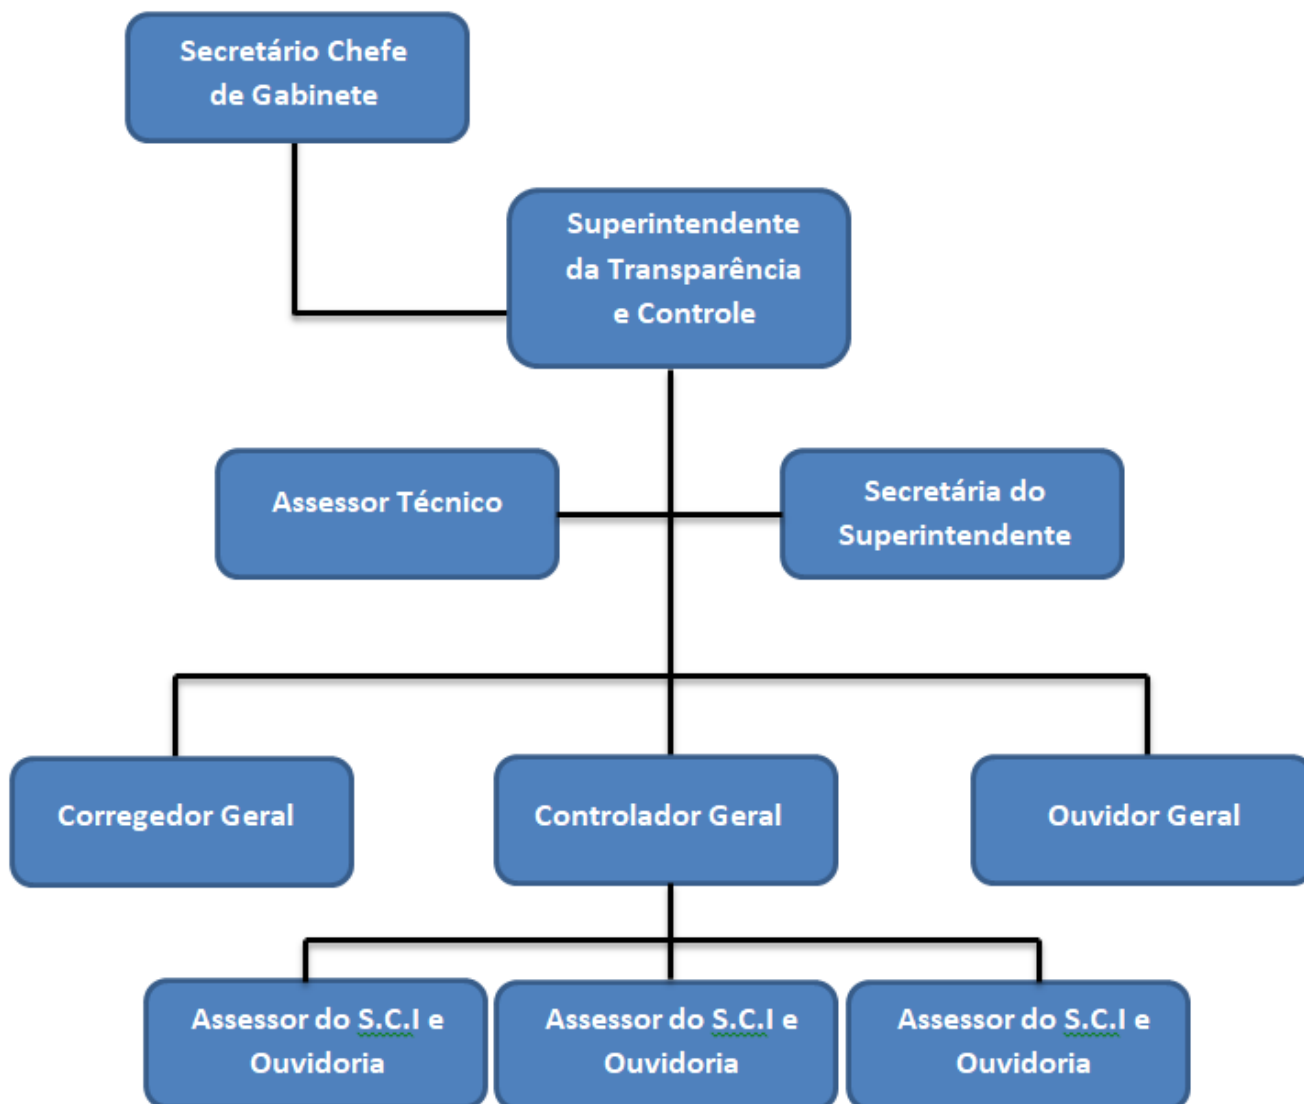 Secretário Chefe
de Gabinete
Superintendente
da Transparência
e Controle
Assessor Técnico
Secretária do
Superintendente
Corregedor Geral
Controlador Geral
Ouvidor Geral
Assessor do S.C.I e
Ouvidoria
Assessor do S.C.I e
Ouvidoria
Assessor do S.C.I e
Ouvidoria